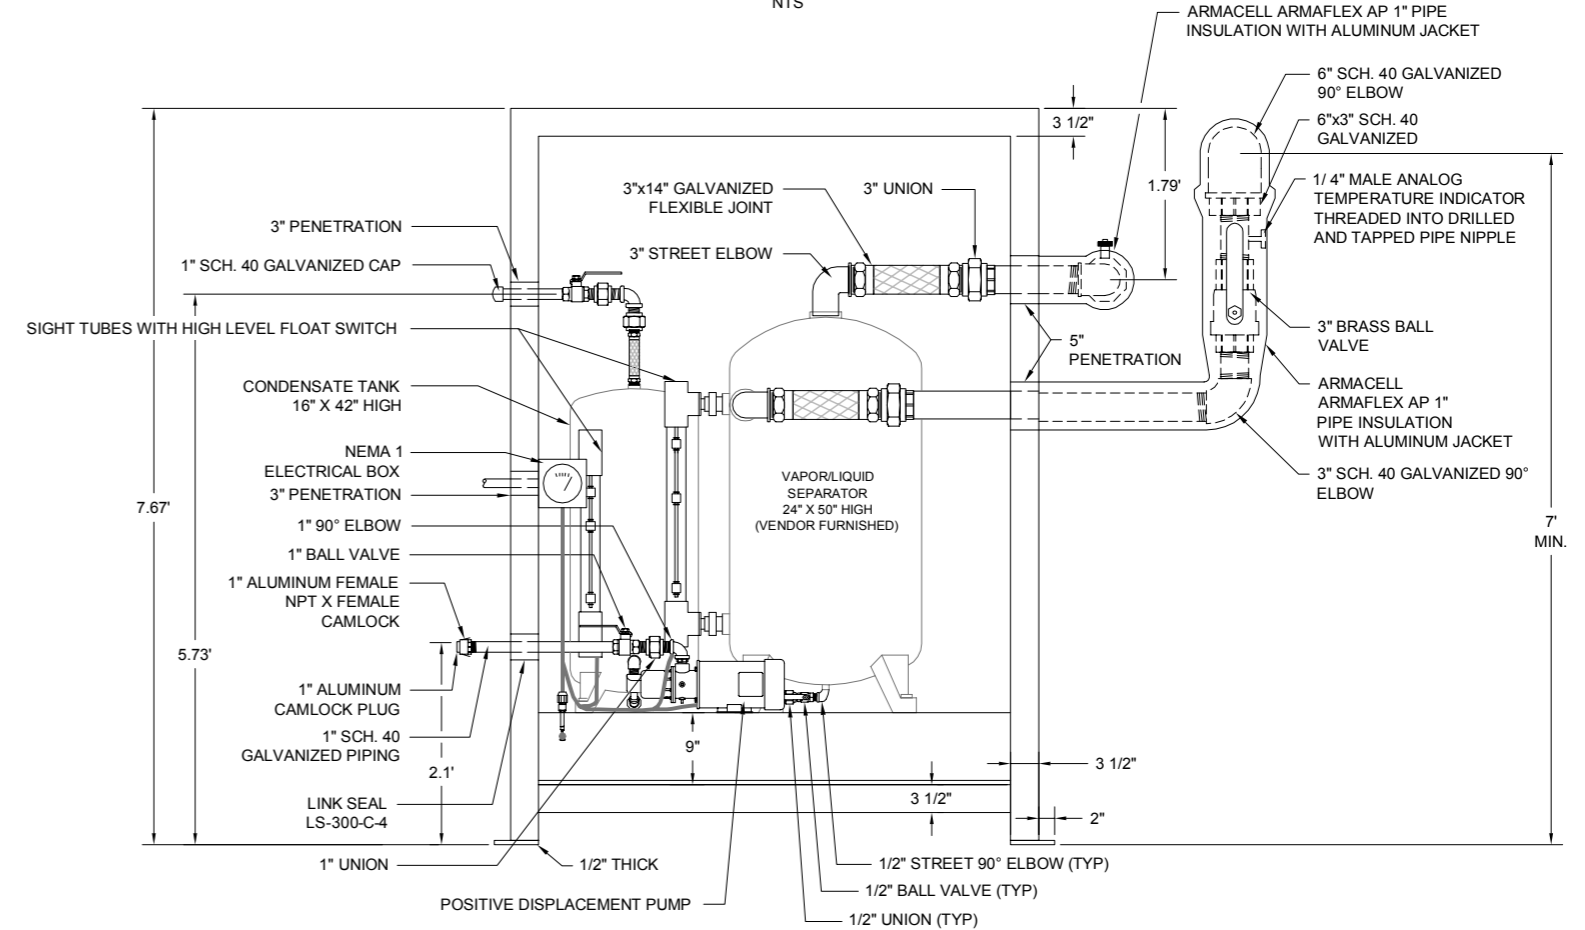 NTS
ARMACELL ARMAFLEX AP 1" PIPE
INSULATION WITH ALUMINUM JACKET
6" SCH. 40 GALVANIZED
90° ELBOW
6"x3" SCH. 40
GALVANIZED
1/ 4" MALE ANALOG
TEMPERATURE INDICATOR
THREADED INTO DRILLED
AND TAPPED PIPE NIPPLE
3" BRASS BALL
VALVE
ARMACELL
ARMAFLEX AP 1"
PIPE INSULATION
WITH ALUMINUM JACKET
3" SCH. 40 GALVANIZED 90°
ELBOW
7'
MIN.
3 1/2"
1.79'
3"x14" GALVANIZED
FLEXIBLE JOINT
3" UNION
3" STREET ELBOW
5"
PENETRATION
3" PENETRATION
1" SCH. 40 GALVANIZED CAP
SIGHT TUBES WITH HIGH LEVEL FLOAT SWITCH
CONDENSATE TANK
16" X 42" HIGH
NEMA 1
ELECTRICAL BOX
3" PENETRATION
1" 90° ELBOW
1" BALL VALVE
1" ALUMINUM FEMALE
NPT X FEMALE
CAMLOCK
7.67'
5.73'
1" ALUMINUM
CAMLOCK PLUG
1" SCH. 40
GALVANIZED PIPING
2.1'
LINK SEAL
LS-300-C-4
1" UNION
1/2" THICK
POSITIVE DISPLACEMENT PUMP
VAPOR/LIQUID
SEPARATOR
24" X 50" HIGH
(VENDOR FURNISHED)
9"
3 1/2"
3 1/2"
2"
1/2" STREET 90° ELBOW (TYP)
1/2" BALL VALVE (TYP)
1/2" UNION (TYP)